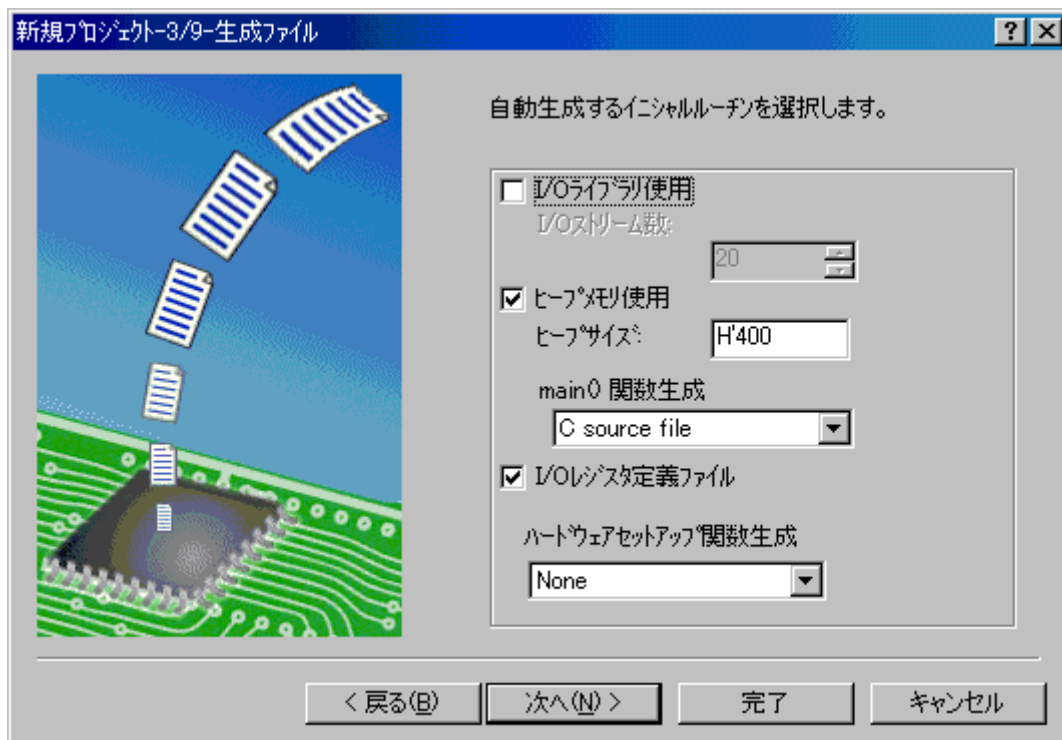 新規ﾌﾟﾛｼﾞｪｸﾄ-3/9-生成ﾌｧｲﾙ
自動生成するｲﾆｼｬﾙﾙｰﾁﾝを選択します。
I/Oﾗｲﾌﾞﾗﾘ使用
I/Oｽﾄﾘｰﾑ数:
20
ﾋｰﾌﾟﾒﾓﾘ使用
ﾋｰﾌﾟｻｲｽﾞ:
H'400
main() 関数生成
C source file
I/Oﾚｼﾞｽﾀ定義ﾌｧｲﾙ
ﾊｰﾄﾞｳｪｱｾｯﾄｱｯﾌﾟ関数生成
None
< 戻る(B)
次へ(N) >
完了
キャンセル